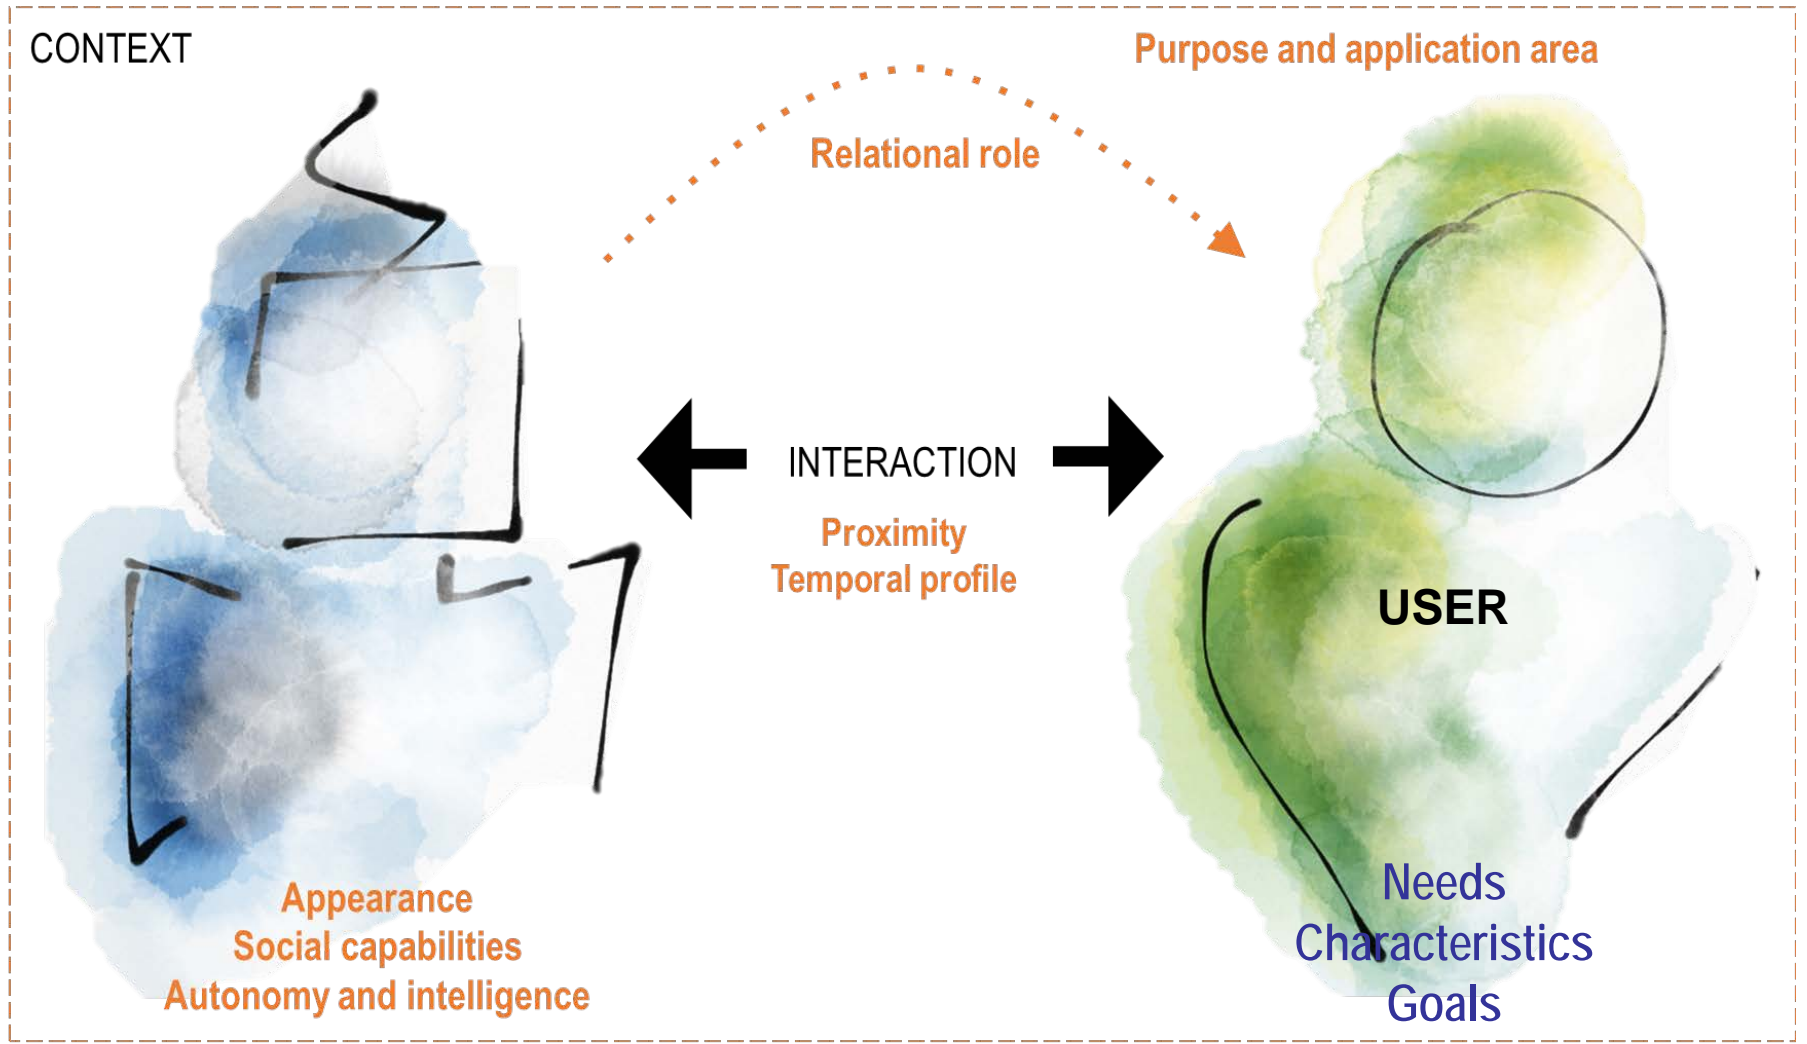 CONTEXT
Purpose and application area
Relational role
INTERACTION
Proximity
Temporal profile
USER
Appearance
Social capabilities
Autonomy and intelligence
Needs
Characteristics
Goals